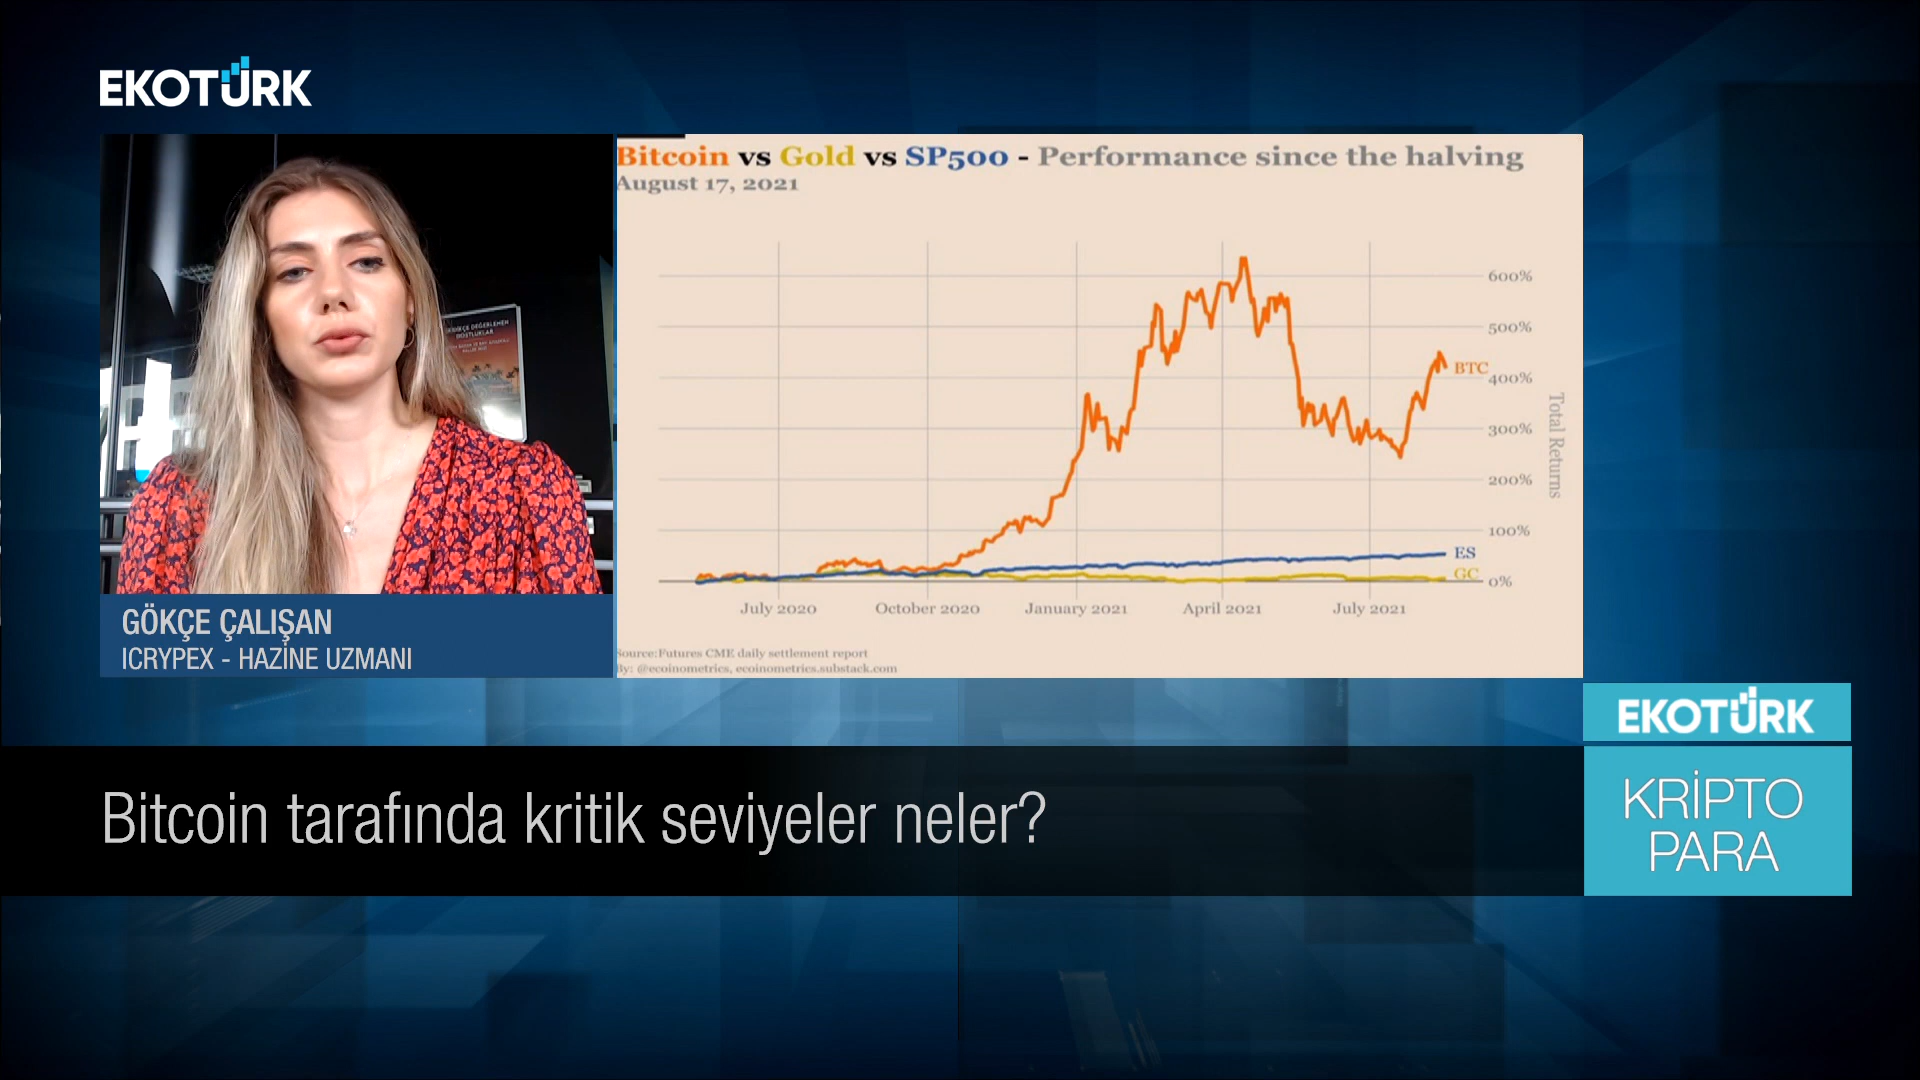 EKOTÜRK
Bitcoin vs Gold vs SP500 - Performance since the halving
August 17, 2021
600%
500%
BTC
400%
300%
200%
100%
ES
GC
0%
Total Returns
July 2020
October 2020
January 2021
April 2021
July 2021
Source:Futures CME daily settlement report
By: @ecoinometrics, ecoinometrics.substack.com
DEĞERLENEN
DOSTLUKLAR
GÖKÇE ÇALIŞAN
ICRYPEX - HAZİNE UZMANI
EKOTÜRK
Bitcoin tarafında kritik seviyeler neler?
KRİPTO
PARA